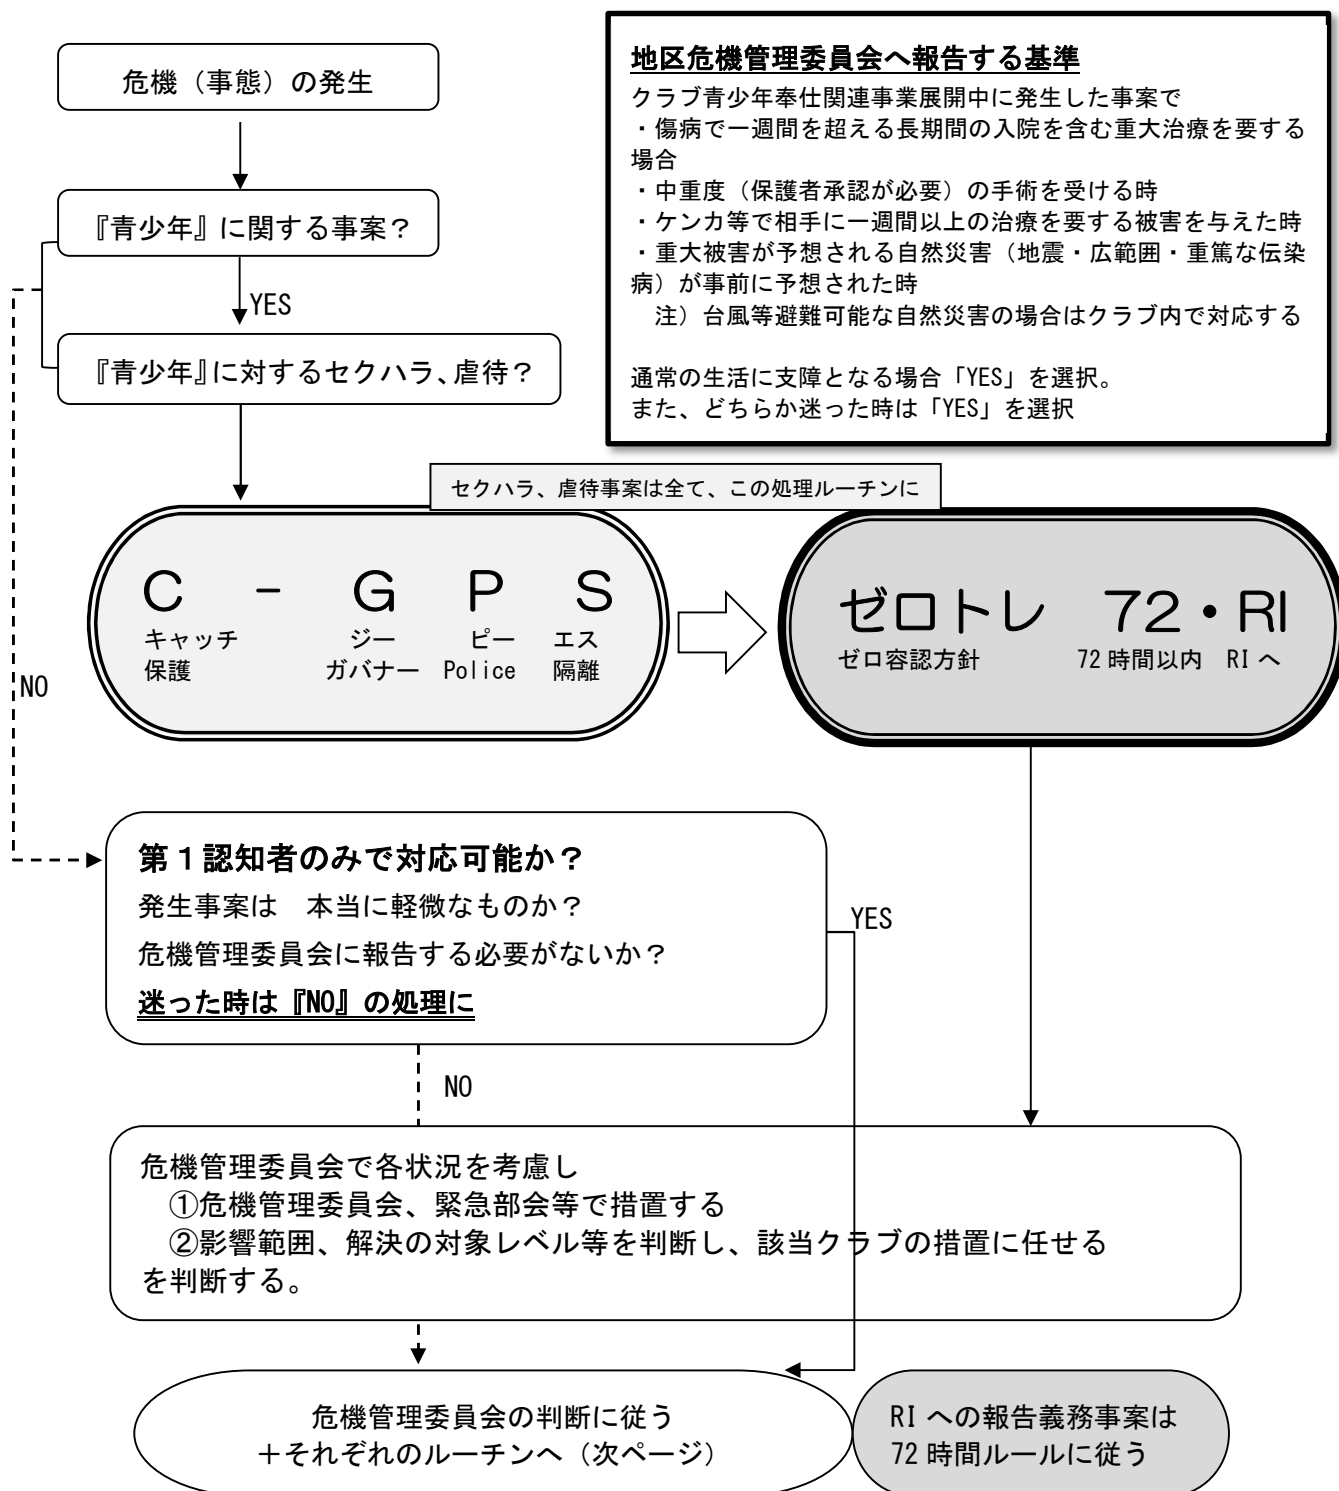 危機（事態）の発生
『青少年』に関する事案？
YES
『青少年』に対するセクハラ、虐待？
地区危機管理委員会へ報告する基準
クラブ青少年奉仕関連事業展開中に発生した事案で
・傷病で一週間を超える長期間の入院を含む重大治療を要する
場合
・中重度（保護者承認が必要）の手術を受ける時
・ケンカ等で相手に一週間以上の治療を要する被害を与えた時
・重大被害が予想される自然災害（地震・広範囲・重篤な伝染
病）が事前に予想された時
注）台風等避難可能な自然災害の場合はクラブ内で対応する
通常の生活に支障となる場合「YES」を選択。
また、どちらか迷った時は「YES」を選択
セクハラ、虐待事案は全て、この処理ルーチンに
C － G P S
キャッチ ジー ピー エス
保護 ガバナー Police 隔離
ゼロトレ 72・RI
ゼロ容認方針 72時間以内 RIへ
NO
第１認知者のみで対応可能か？
発生事案は 本当に軽微なものか？
危機管理委員会に報告する必要がないか？
迷った時は『NO』の処理に
YES
NO
危機管理委員会で各状況を考慮し
①危機管理委員会、緊急部会等で措置する
②影響範囲、解決の対象レベル等を判断し、該当クラブの措置に任せる
を判断する。
危機管理委員会の判断に従う
＋それぞれのルーチンへ（次ページ）
RIへの報告義務事案は
72時間ルールに従う